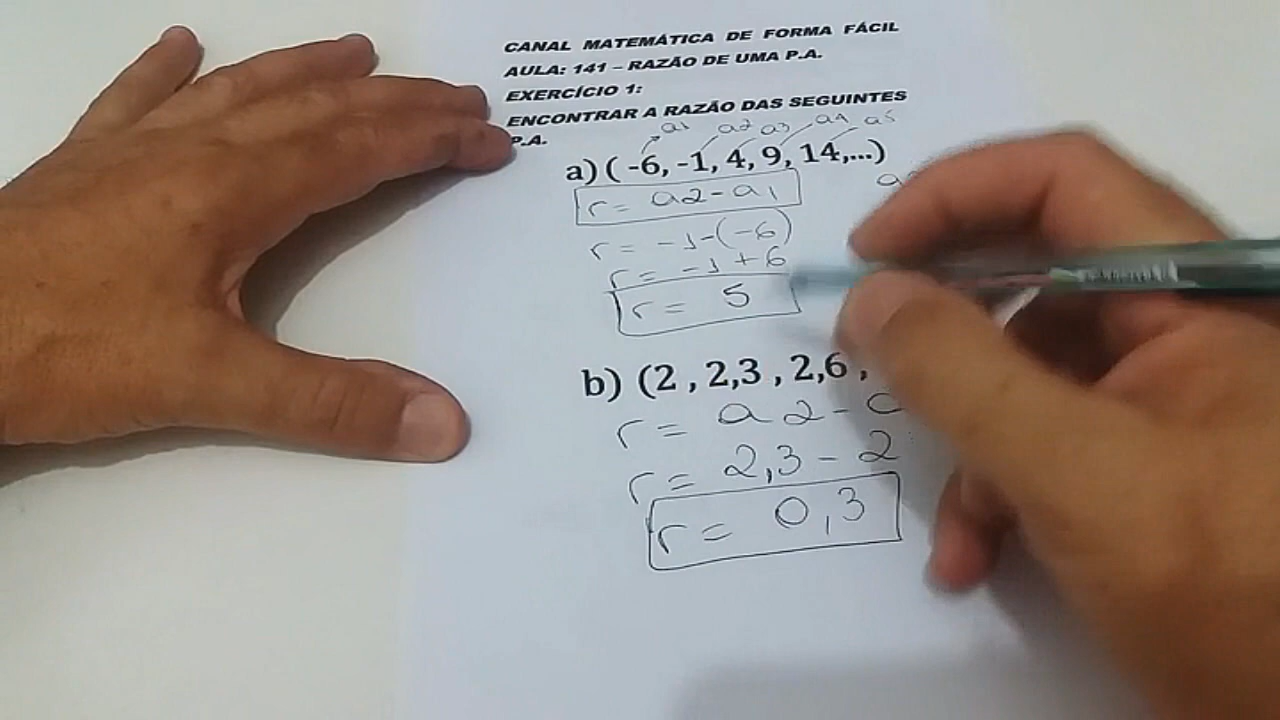 CANAL MATEMÁTICA DE FORMA FÁCIL
AULA: 141 – RAZÃO DE UMA P.A.
EXERCÍCIO 1:
ENCONTRAR A RAZÃO DAS SEGUINTES
P.A.
a1 a2 a3 a4 a5
a) ( -6, -1, 4, 9, 14,...)
r = a2 - a1
r = -1 - (-6)
r = -1 + 6
r = 5
b) (2 , 2,3 , 2,6 ,
r = a2 -
r = 2,3 - 2
r = 0,3